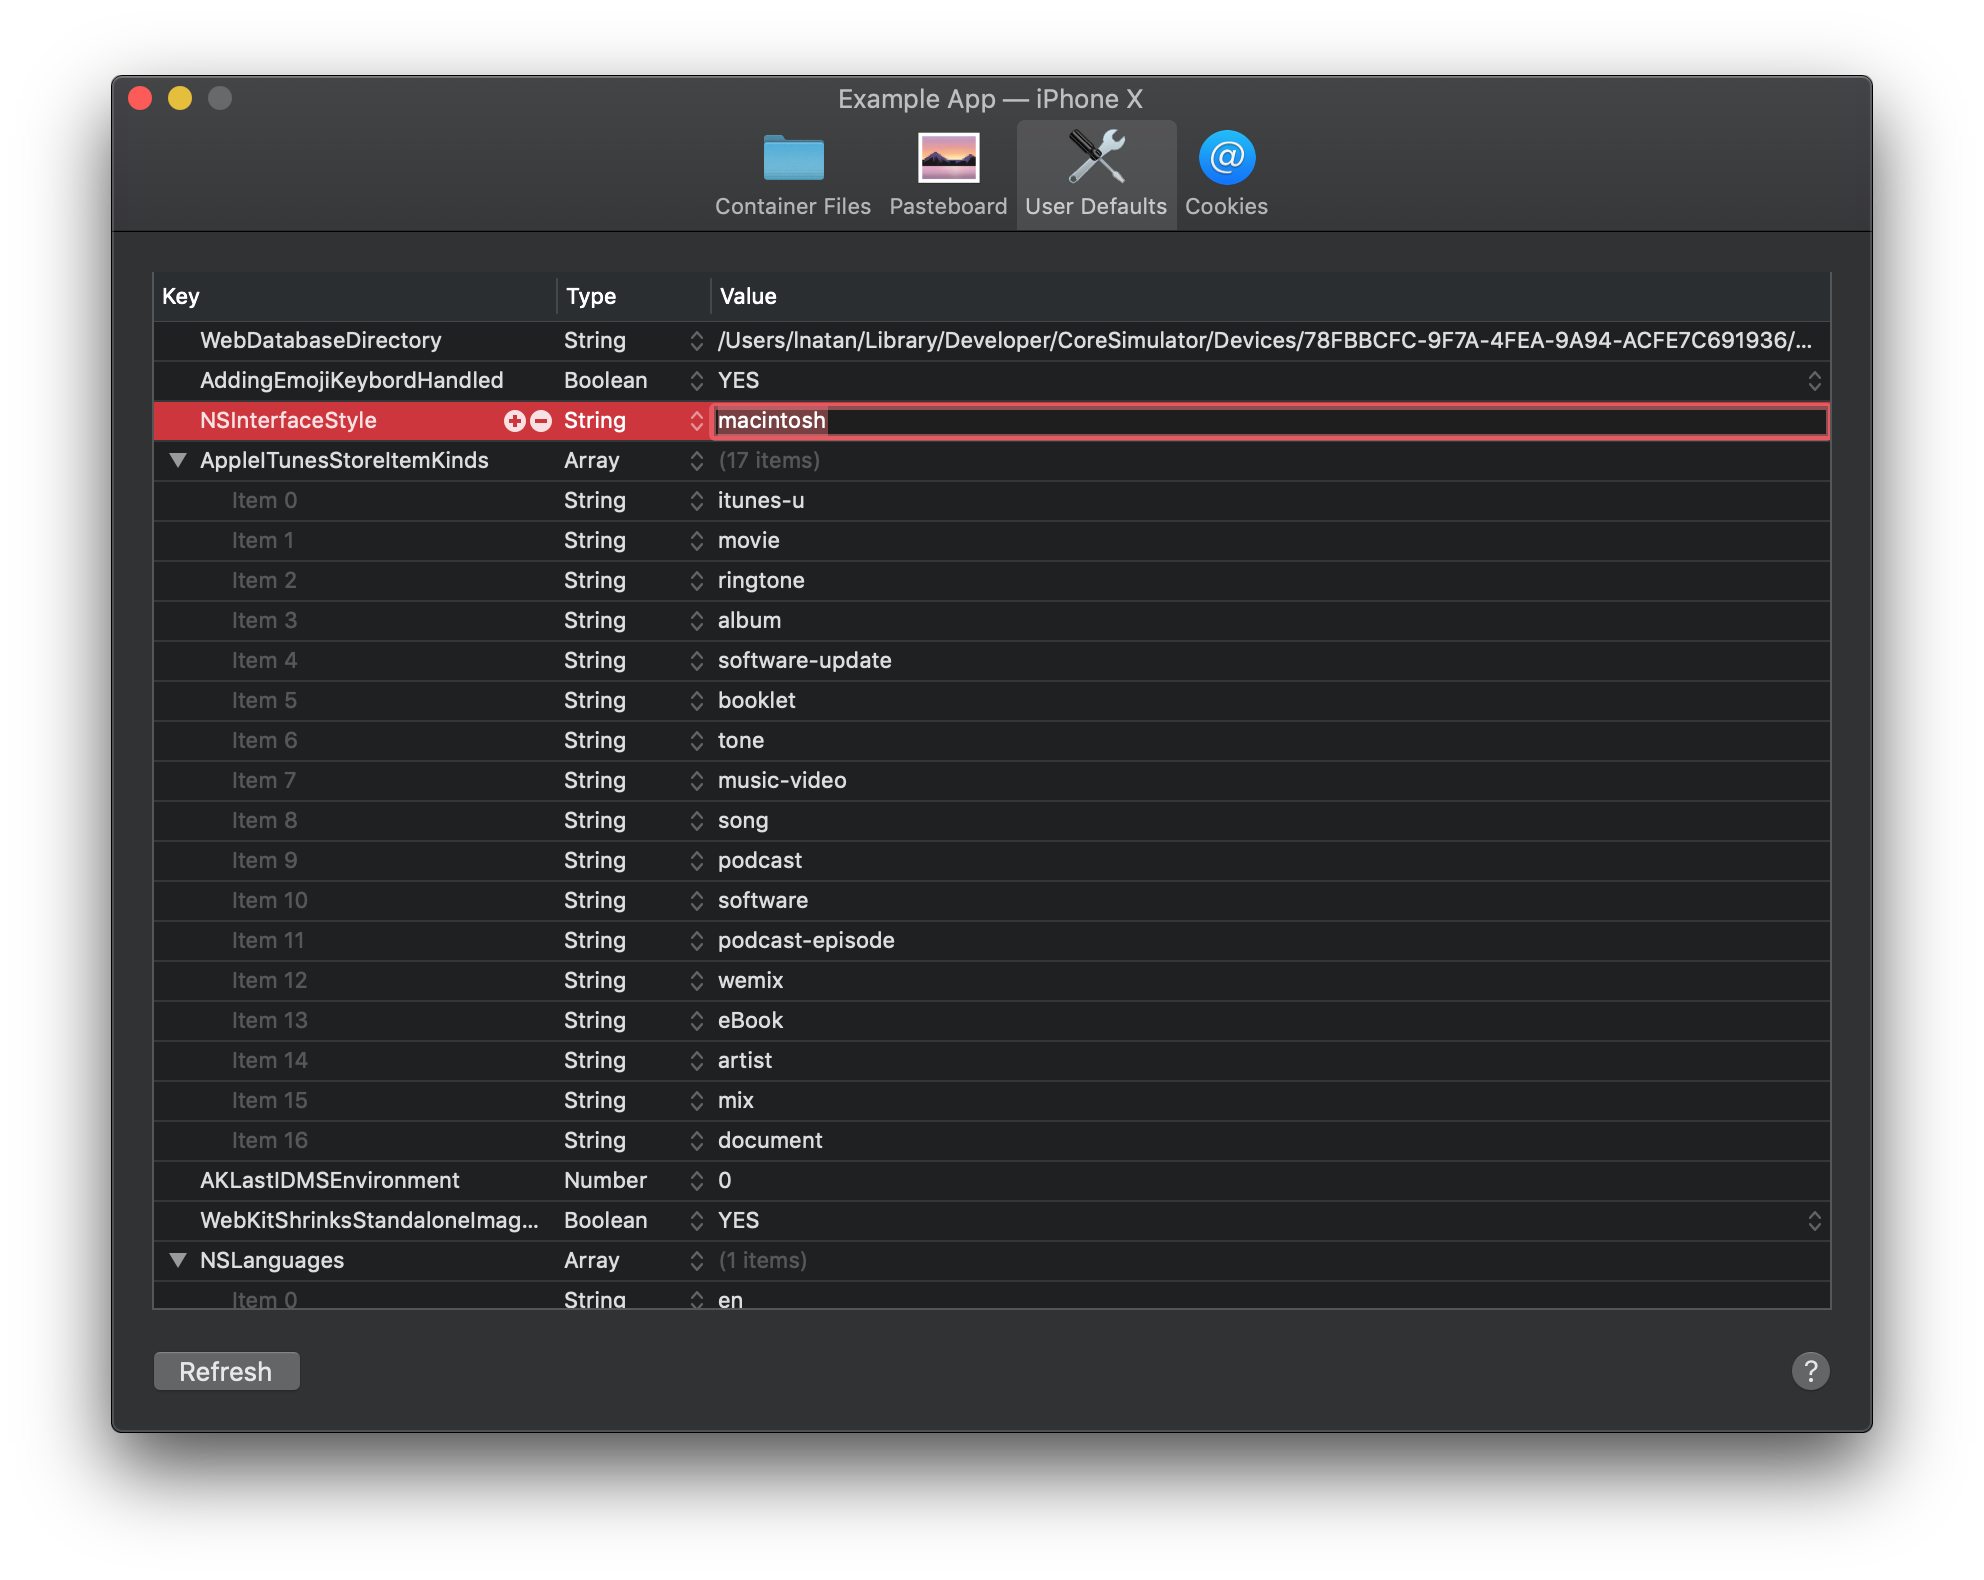 Example App — iPhone X
Container Files Pasteboard User Defaults Cookies
Key Type Value
WebDatabaseDirectory String /Users/lnatan/Library/Developer/CoreSimulator/Devices/78FBBCFC-9F7A-4FEA-9A94-ACFE7C691936/...
AddingEmojiKeybordHandled Boolean YES
NSInterfaceStyle String macintosh
AppleITunesStoreItemKinds Array (17 items)
Item 0 String itunes-u
Item 1 String movie
Item 2 String ringtone
Item 3 String album
Item 4 String software-update
Item 5 String booklet
Item 6 String tone
Item 7 String music-video
Item 8 String song
Item 9 String podcast
Item 10 String software
Item 11 String podcast-episode
Item 12 String wemix
Item 13 String eBook
Item 14 String artist
Item 15 String mix
Item 16 String document
AKLastIDMSEnvironment Number 0
WebKitShrinksStandaloneImag... Boolean YES
NSLanguages Array (1 items)
Item 0 String en
Refresh ?